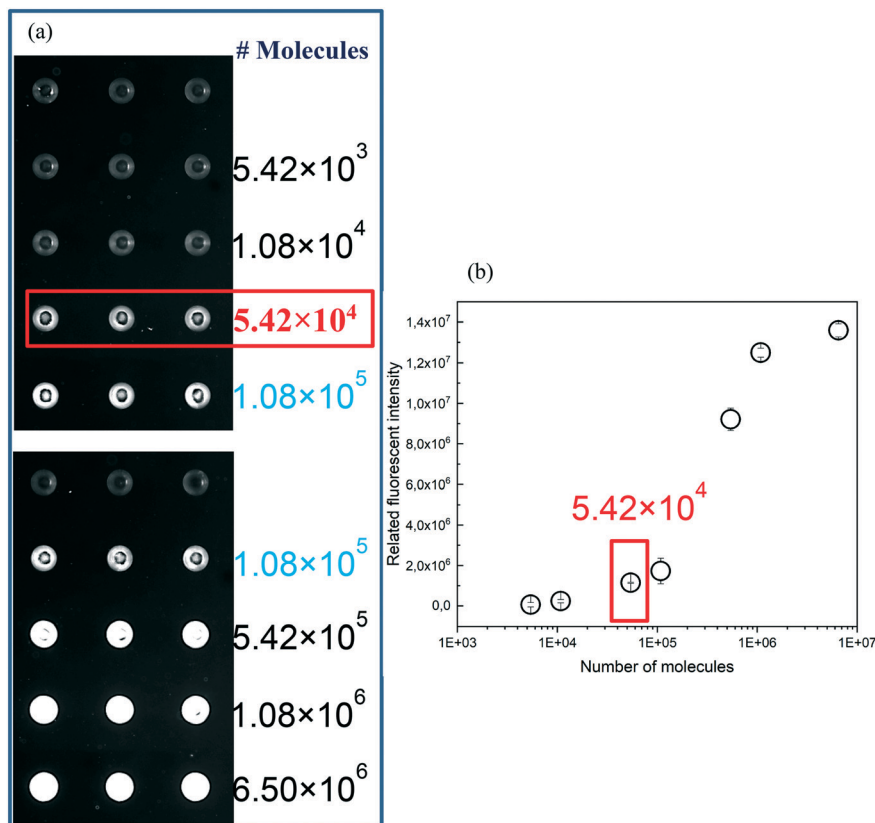 (a)
# Molecules
5.42×10³
1.08×10⁴
5.42×10⁴
1.08×10⁵
1.08×10⁵
5.42×10⁵
1.08×10⁶
6.50×10⁶
(b)
1,4x10⁷
1,2x10⁷
1,0x10⁷
8,0x10⁶
6,0x10⁶
4,0x10⁶
2,0x10⁶
0,0
Related fluorescent intensity
5.42×10⁴
1E+03 1E+04 1E+05 1E+06 1E+07
Number of molecules